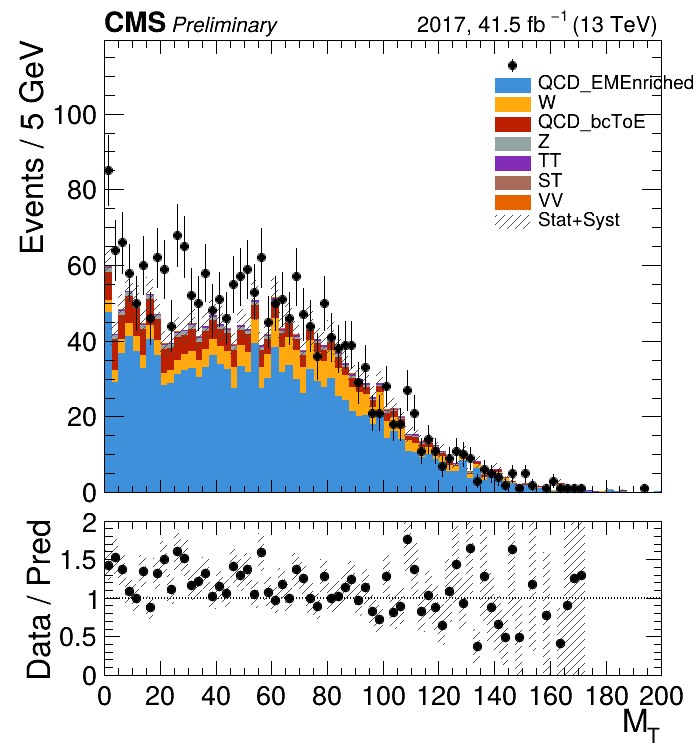 CMS Preliminary 2017, 41.5 fb⁻¹ (13 TeV)
Events / 5 GeV
100
80
60
40
20
0
QCD_EMEnriched
W
QCD_bcToE
Z
TT
ST
VV
Stat+Syst
Data / Pred
2
1.5
1
0.5
0
0 20 40 60 80 100 120 140 160 180 200
M_T